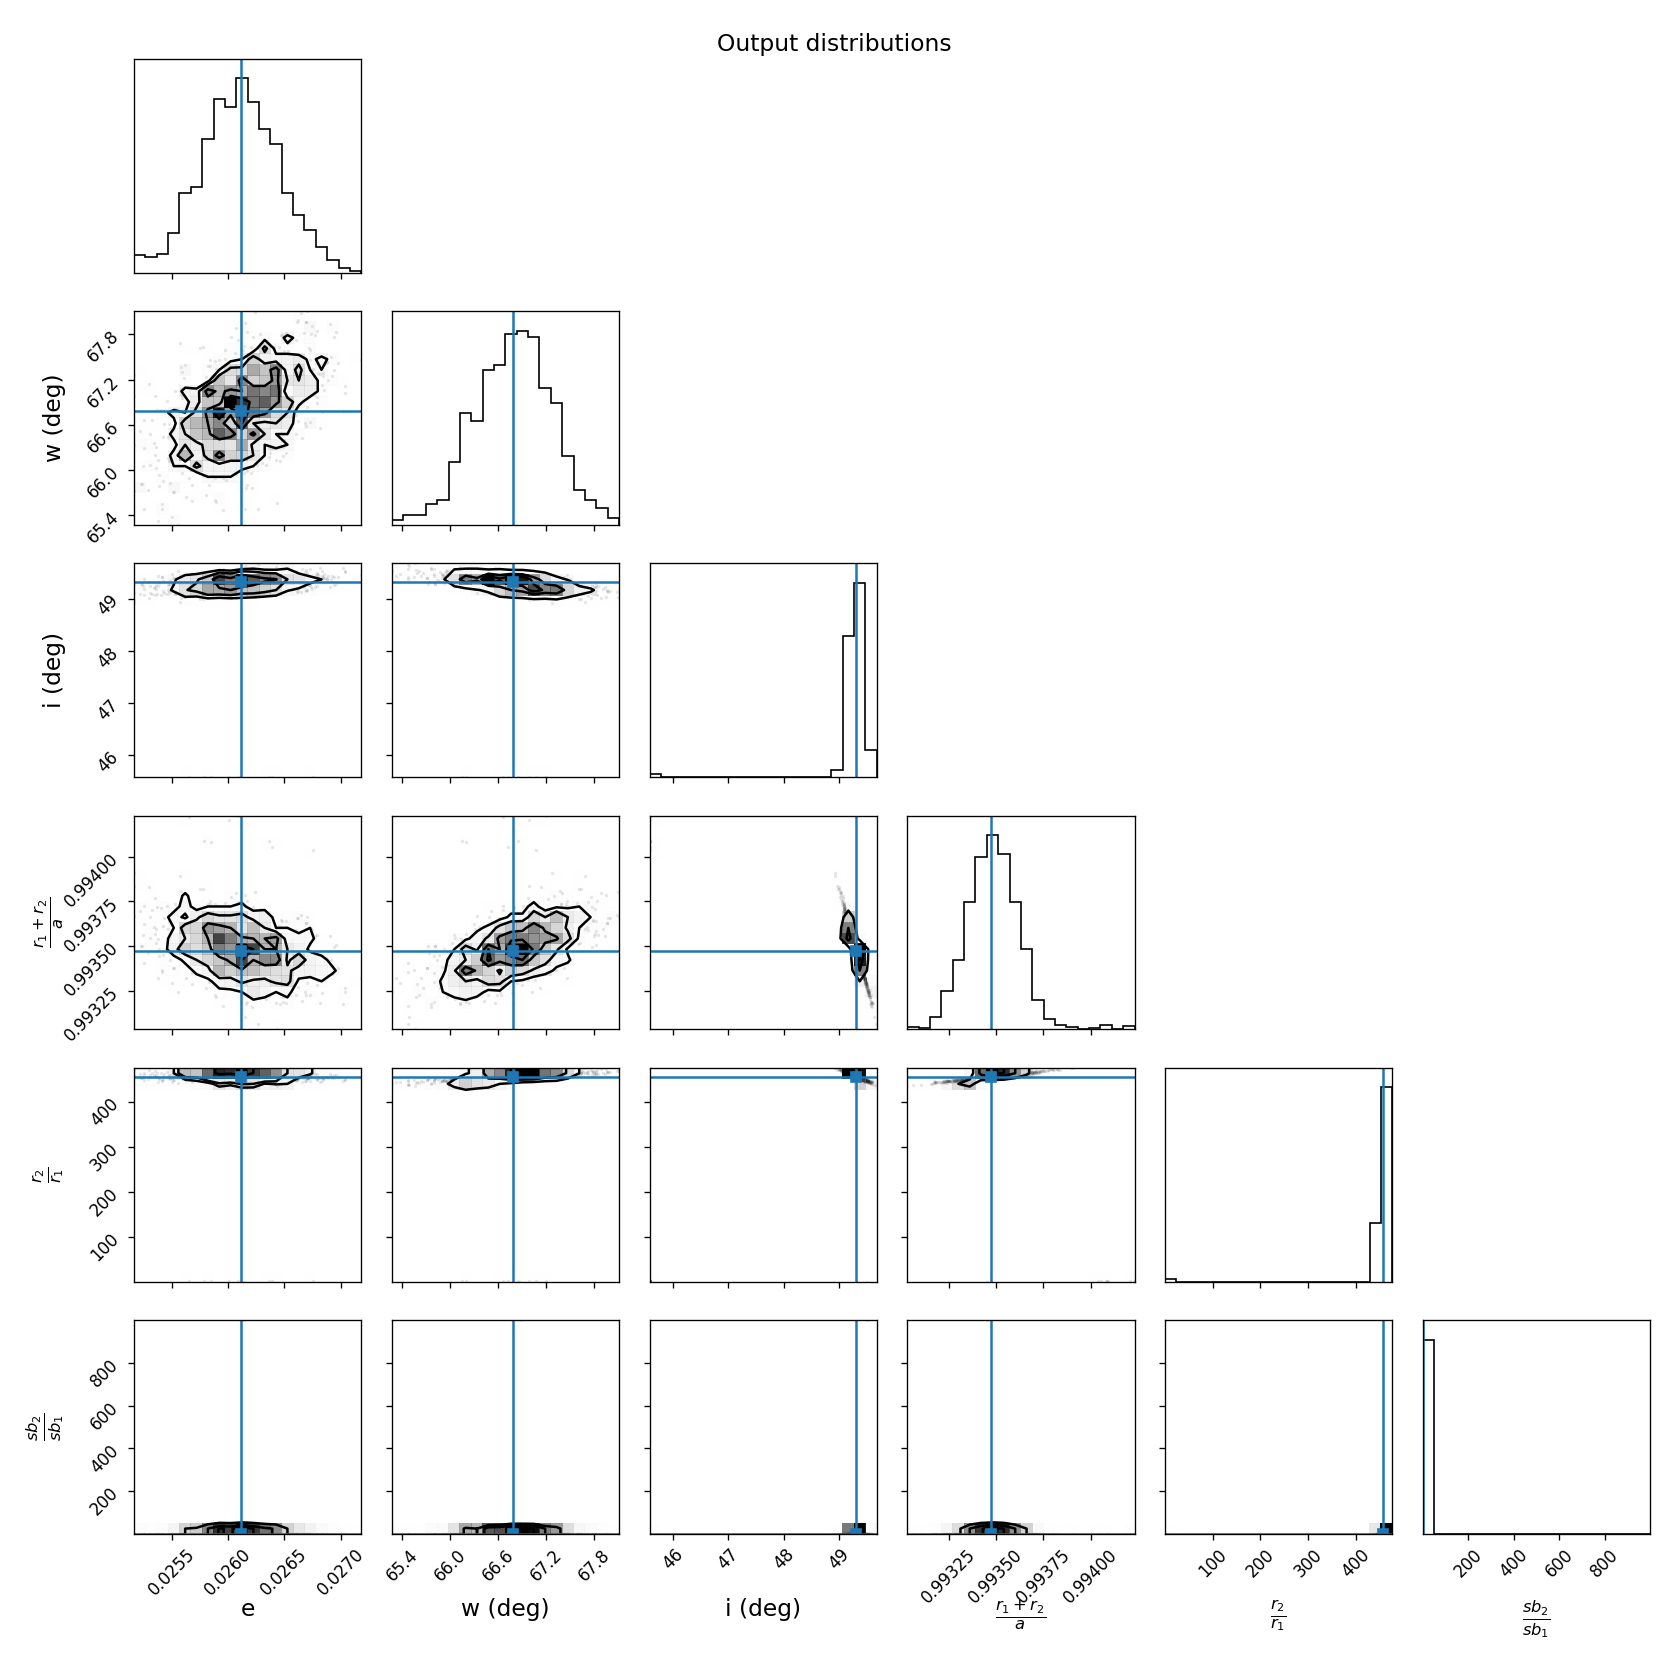 Output distributions
w (deg)
67.8
67.2
66.6
66.0
65.4
i (deg)
49
48
47
46
r₁ + r₂
a
0.99400
0.99375
0.99350
0.99325
r₂
r₁
400
300
200
100
sb₂
sb₁
800
600
400
200
0.0255 0.0260 0.0265 0.0270
65.4 66.0 66.6 67.2 67.8
46 47 48 49
0.99325 0.99350 0.99375 0.99400
100 200 300 400
200 400 600 800
e
w (deg)
i (deg)
r₁ + r₂
a
r₂
r₁
sb₂
sb₁